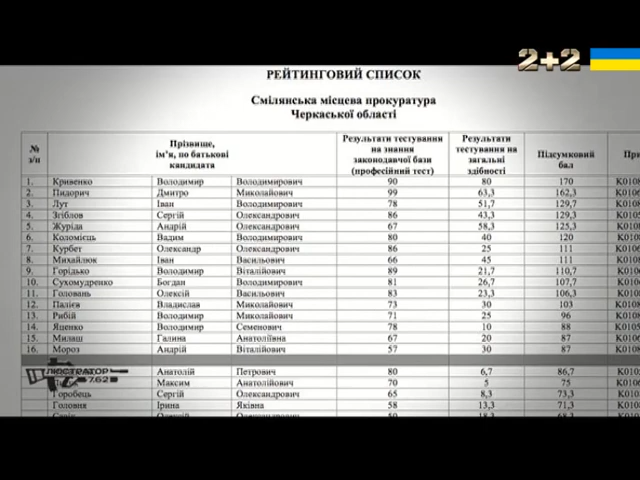 2+2
РЕЙТИНГОВИЙ СПИСОК
Смілянська місцева прокуратура
Черкаської області
№ з/п Прізвище, ім'я, по батькові кандидата Результати тестування на знання законодавчої бази (професійний тест) Результати тестування на загальні здібності Підсумковий бал
1. Кривенко Володимир Володимирович 90 80 170
2. Пидорич Дмитро Миколайович 99 63,3 162,3
3. Лут Іван Володимирович 78 51,7 129,7
4. Згіблов Сергій Олександрович 86 43,3 129,3
5. Журіда Андрій Олександрович 67 58,3 125,3
6. Коломієць Вадим Володимирович 80 40 120
7. Курбет Олександр Олександрович 86 25 111
8. Михайлюк Іван Васильович 66 45 111
9. Горідько Володимир Віталійович 89 21,7 110,7
10. Сухомудренко Богдан Володимирович 81 26,7 107,7
11. Головань Олексій Васильович 83 23,3 106,3
12. Палієв Владислав Миколайович 73 30 103
13. Рибій Володимир Миколайович 71 25 96
14. Яценко Володимир Семенович 78 10 88
15. Милаш Галина Анатоліївна 67 20 87
16. Мороз Андрій Віталійович 57 30 87
ЛЮСТРАТОР 7.62
Анатолій Петрович 80 6,7 86,7
Максим Анатолійович 70 5 75
Горобець Сергій Олександрович 65 8,3 73,3
Головня Ірина Яківна 58 13,3 71,3